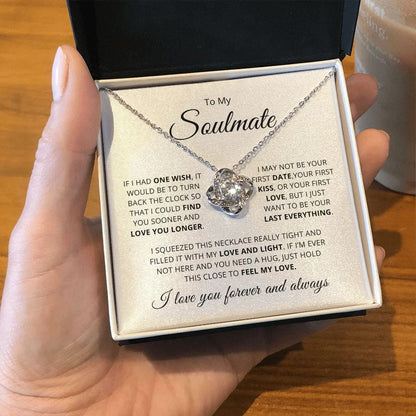 To My
Soulmate
IF I HAD ONE WISH, IT
WOULD BE TO TURN
BACK THE CLOCK SO
THAT I COULD FIND
YOU SOONER AND
LOVE YOU LONGER.
I MAY NOT BE YOUR
FIRST DATE,YOUR FIRST
KISS, OR YOUR FIRST
LOVE, BUT I JUST
WANT TO BE YOUR
LAST EVERYTHING.
I SQUEEZED THIS NECKLACE REALLY TIGHT AND
FILLED IT WITH MY LOVE AND LIGHT. IF I'M EVER
NOT HERE AND YOU NEED A HUG, JUST HOLD
THIS CLOSE TO FEEL MY LOVE.
I love you forever and always